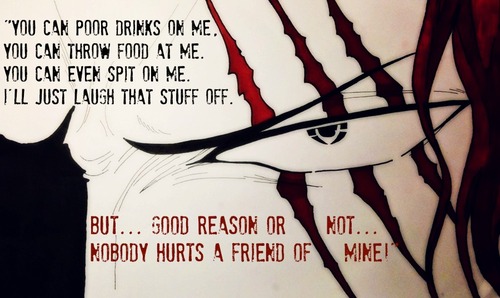 "YOU CAN POOR DRINKS ON ME,
YOU CAN THROW FOOD AT ME.
YOU CAN EVEN SPIT ON ME.
I'LL JUST LAUGH THAT STUFF OFF.
BUT... GOOD REASON OR NOT...
NOBODY HURTS A FRIEND OF MINE!"